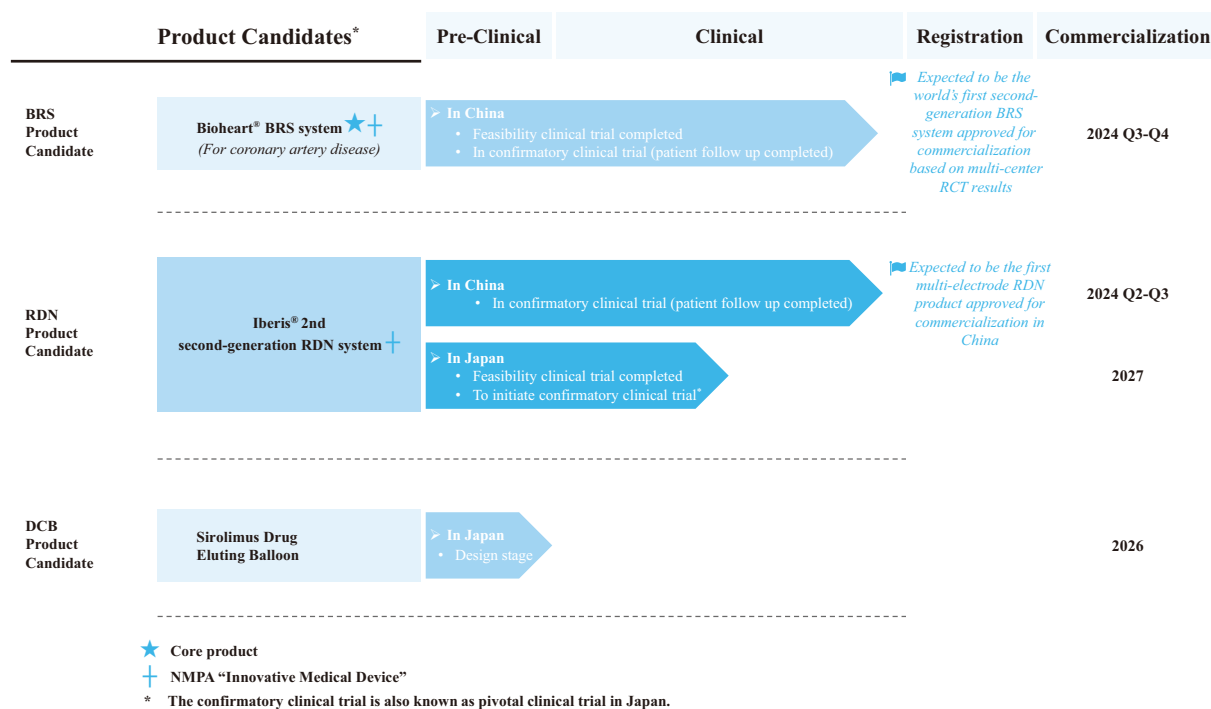 Product Candidates*
Pre-Clinical
Clinical
Registration
Commercialization
BRS
Product
Candidate
Bioheart® BRS system
(For coronary artery disease)
➢ In China
• Feasibility clinical trial completed
• In confirmatory clinical trial (patient follow up completed)
Expected to be the
world's first second-
generation BRS
system approved for
commercialization
based on multi-center
RCT results
2024 Q3-Q4
RDN
Product
Candidate
Iberis® 2nd
second-generation RDN system
➢ In China
• In confirmatory clinical trial (patient follow up completed)
Expected to be the first
multi-electrode RDN
product approved for
commercialization in
China
2024 Q2-Q3
➢ In Japan
• Feasibility clinical trial completed
• To initiate confirmatory clinical trial*
2027
DCB
Product
Candidate
Sirolimus Drug
Eluting Balloon
➢ In Japan
• Design stage
2026
Core product
NMPA “Innovative Medical Device”
* The confirmatory clinical trial is also known as pivotal clinical trial in Japan.